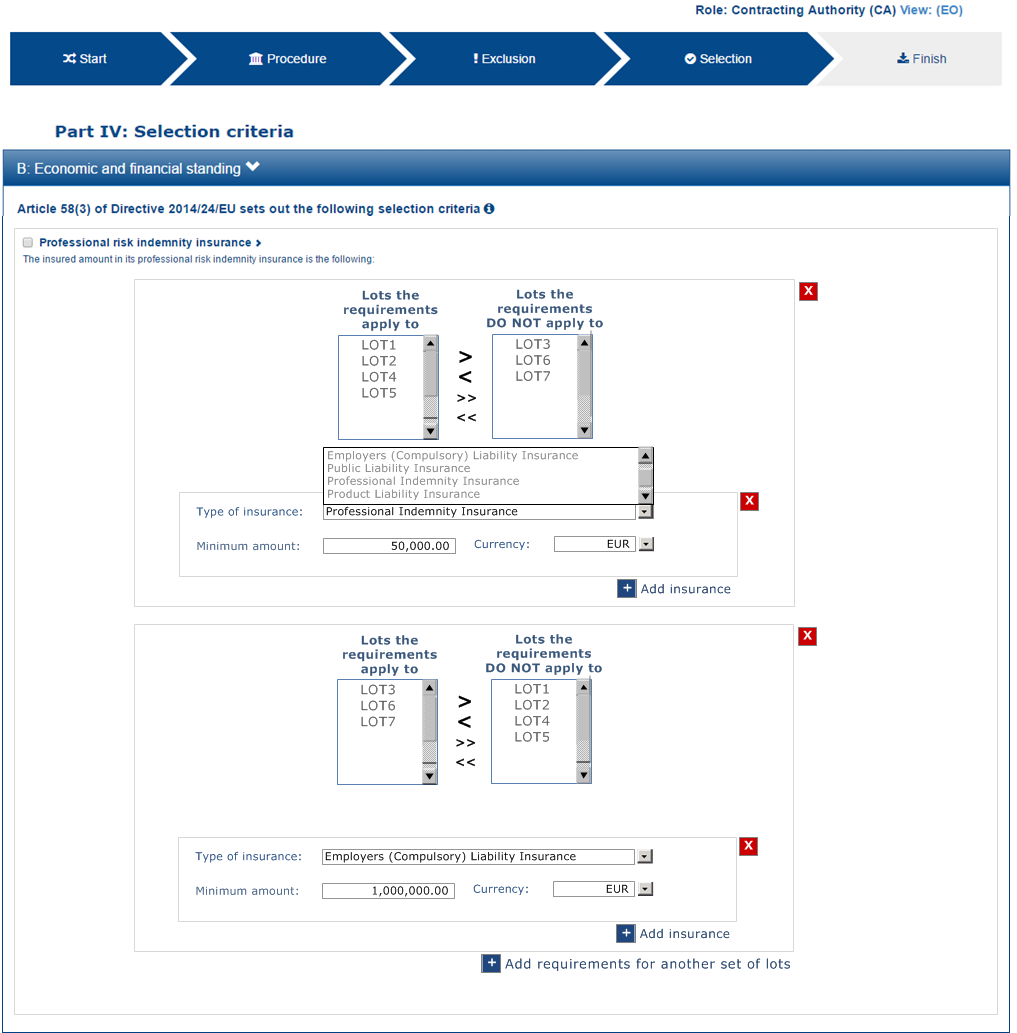 Role: Contracting Authority (CA) View: (EO)
Start
Procedure
! Exclusion
Selection
Finish
Part IV: Selection criteria
B: Economic and financial standing
Article 58(3) of Directive 2014/24/EU sets out the following selection criteria
Professional risk indemnity insurance >
The insured amount in its professional risk indemnity insurance is the following:
X
Lots the
requirements
apply to
Lots the
requirements
DO NOT apply to
LOT1
LOT2
LOT4
LOT5
>
<
>>
<<
LOT3
LOT6
LOT7
Employers (Compulsory) Liability Insurance
Public Liability Insurance
Professional Indemnity Insurance
Product Liability Insurance
X
Type of insurance: Professional Indemnity Insurance
Minimum amount: 50,000.00 Currency: EUR
+ Add insurance
X
Lots the
requirements
apply to
Lots the
requirements
DO NOT apply to
LOT3
LOT6
LOT7
>
<
>>
<<
LOT1
LOT2
LOT4
LOT5
X
Type of insurance: Employers (Compulsory) Liability Insurance
Minimum amount: 1,000,000.00 Currency: EUR
+ Add insurance
+ Add requirements for another set of lots